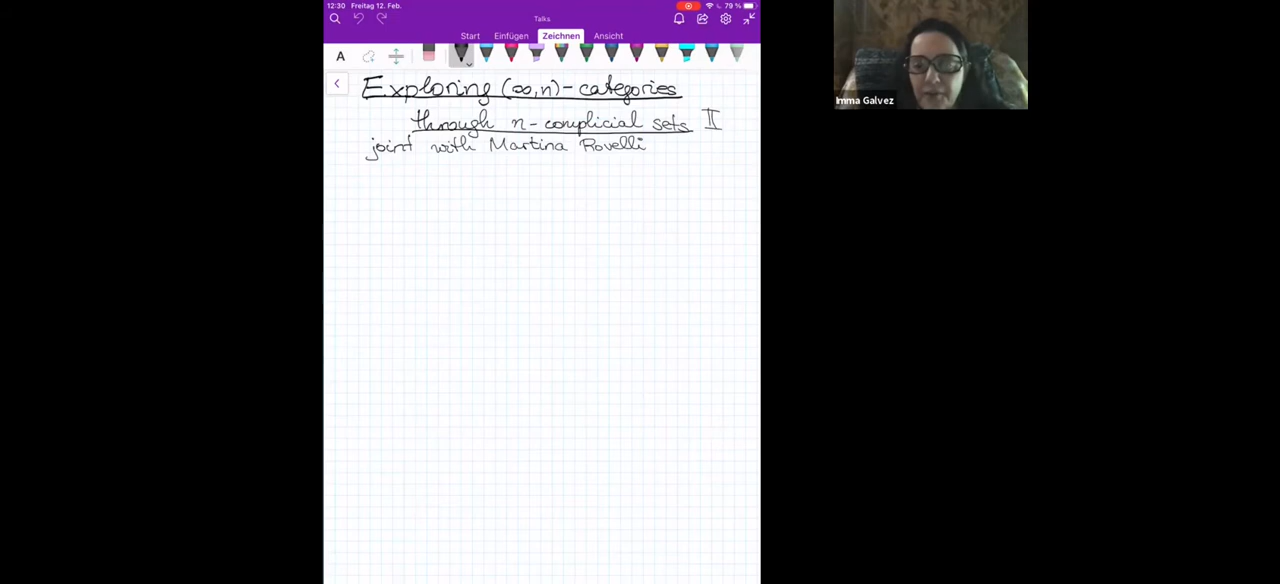 12:30 Freitag 12. Feb.
79 %
Talks
Start Einfügen Zeichnen Ansicht
A
Exploring (∞,n)-categories
through n-complicial sets II
joint with Martina Rovelli
Imma Galvez